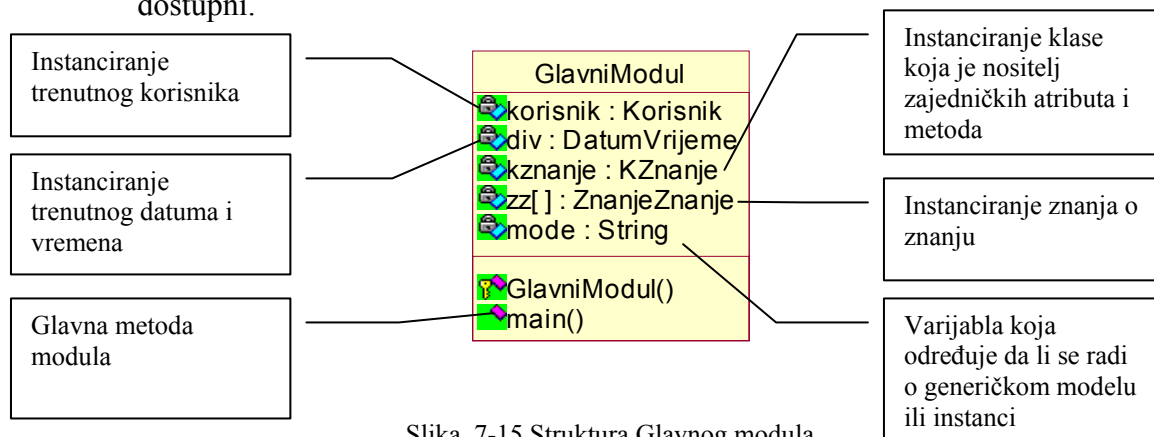 dostupni.
Instanciranje
trenutnog korisnika
Instanciranje
trenutnog datuma i
vremena
Glavna metoda
modula
GlavniModul
korisnik : Korisnik
div : DatumVrijeme
kznanje : KZnanje
zz[ ] : ZnanjeZnanje
mode : String
GlavniModul()
main()
Instanciranje klase
koja je nositelj
zajedničkih atributa i
metoda
Instanciranje znanja o
znanju
Varijabla koja
određuje da li se radi
o generičkom modelu
ili instanci
Slika 7-15 Struktura Glavnog modula